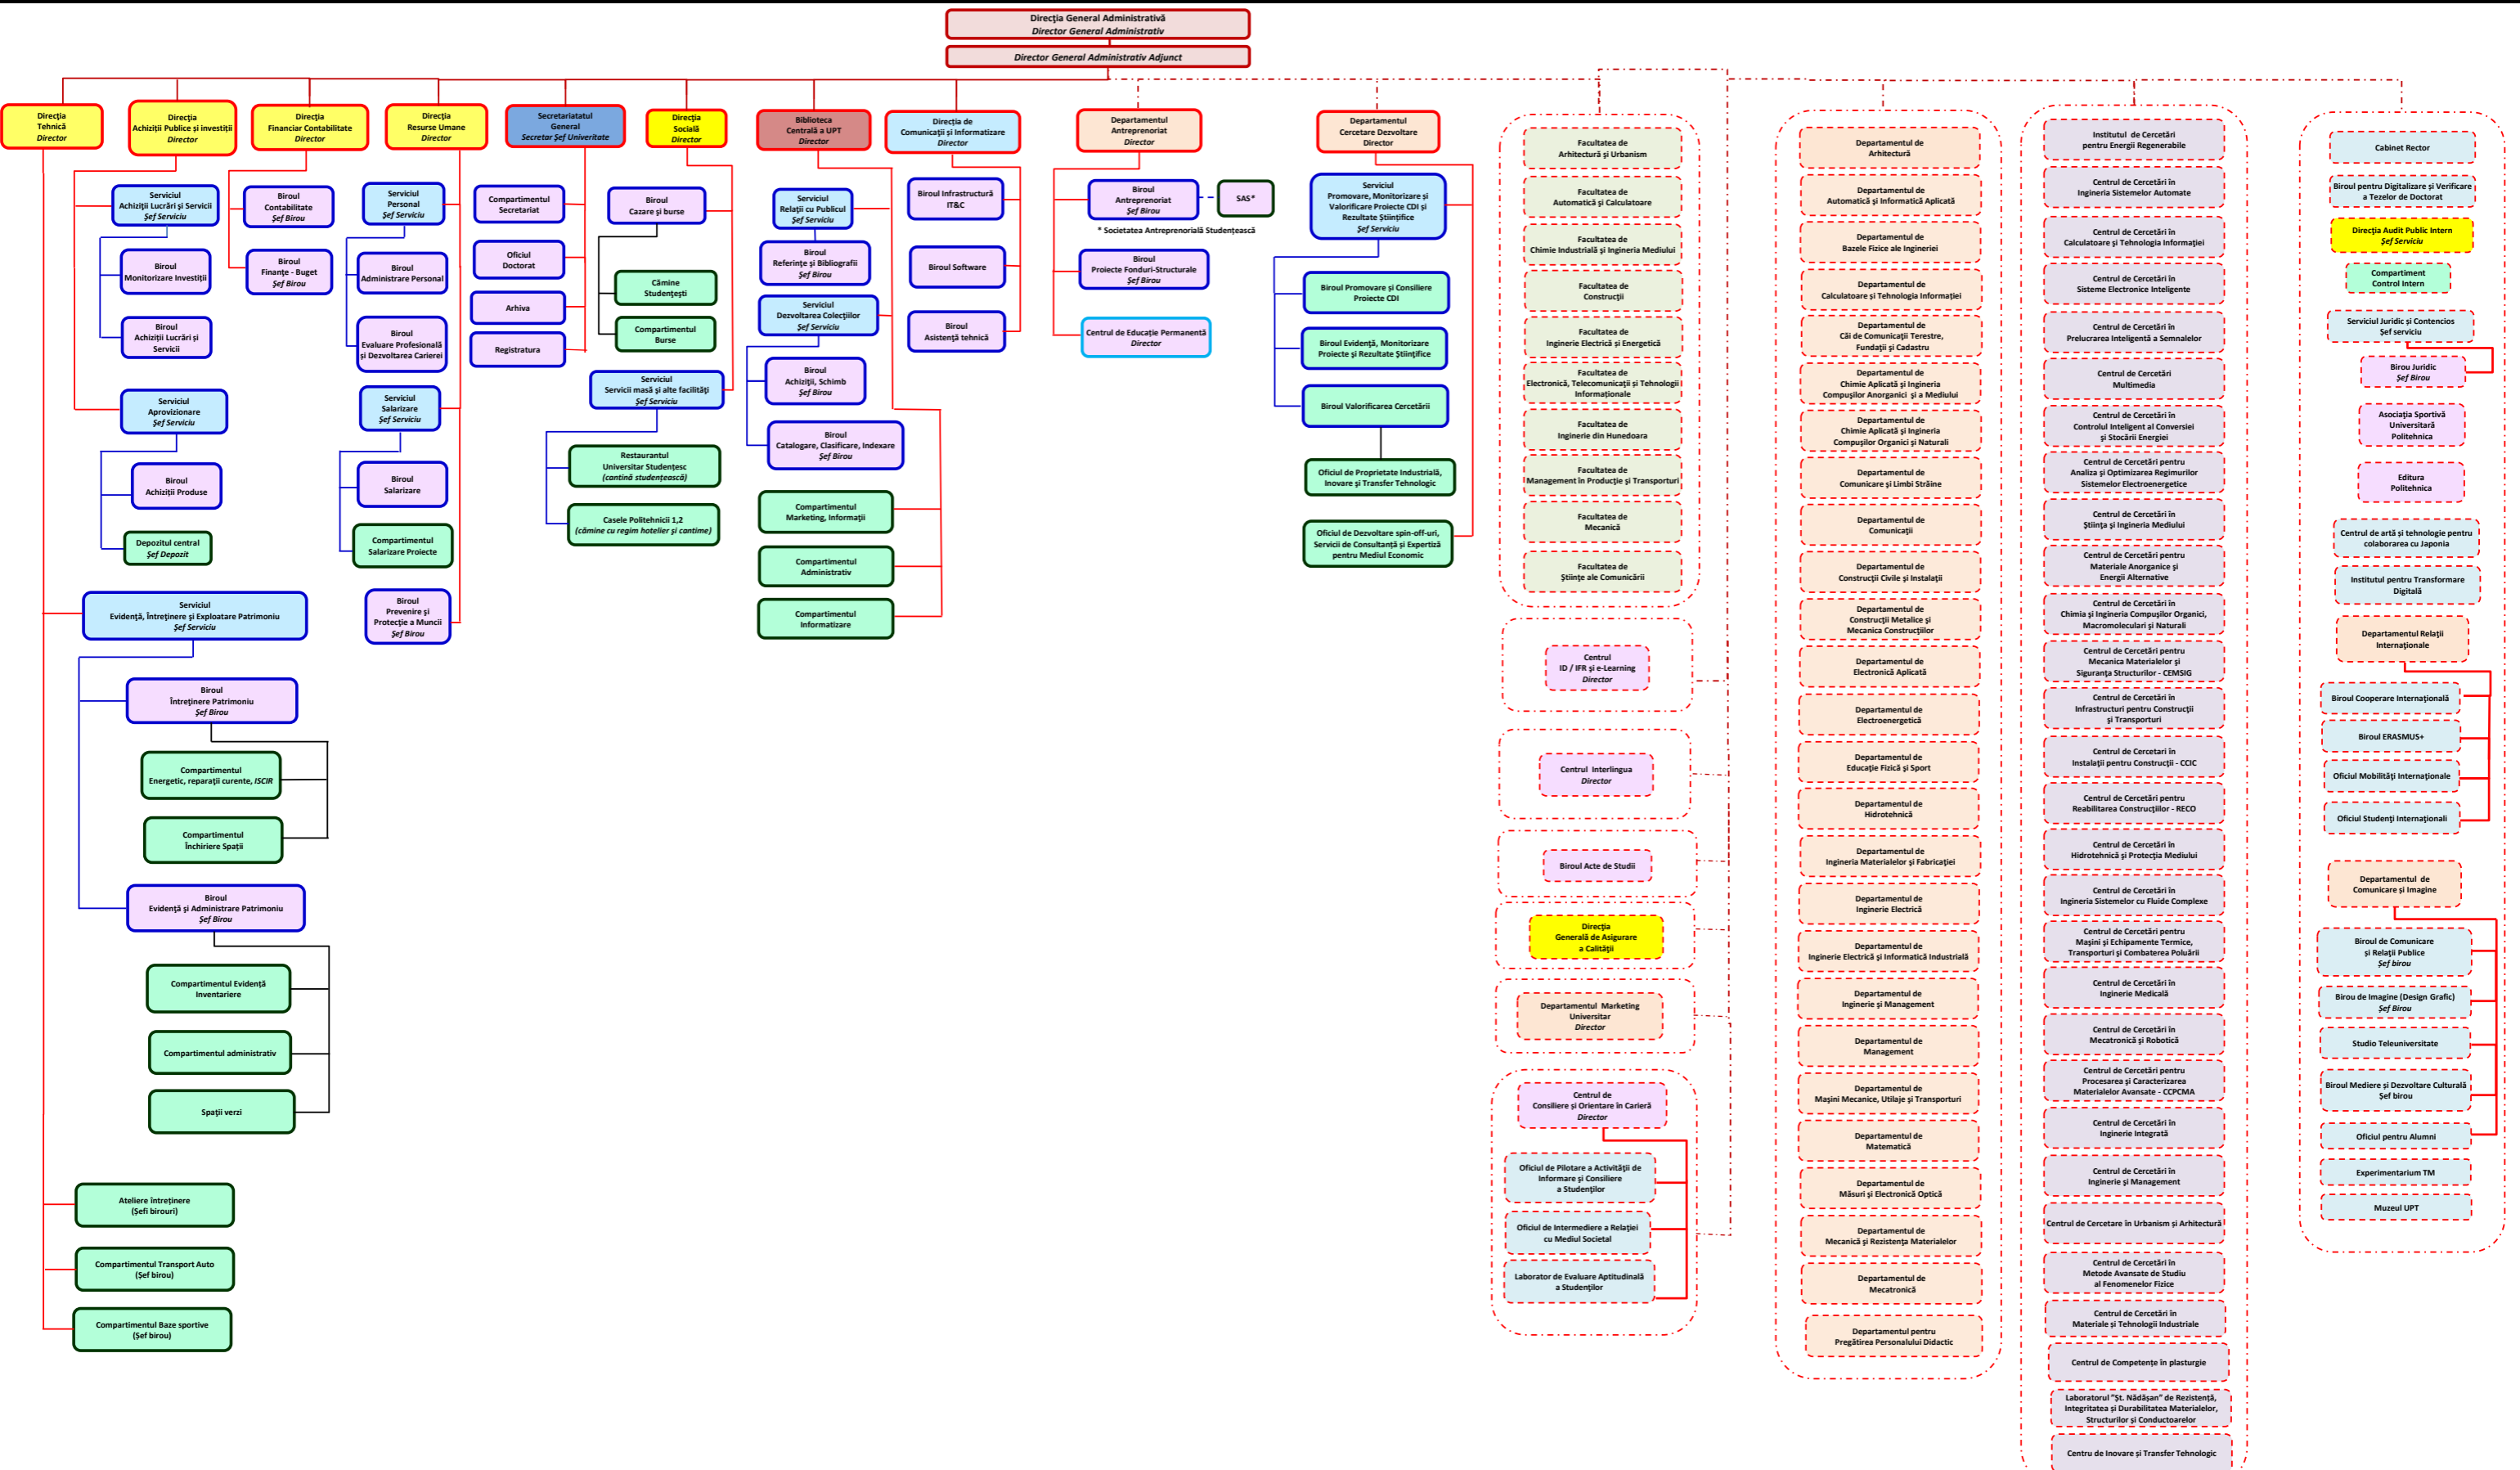 Direcția General Administrativă
Director General Administrativ
Director General Administrativ Adjunct
Direcția
Tehnică
Director
Direcția
Achiziții Publice și investiții
Director
Direcția
Financiar Contabilitate
Director
Direcția
Resurse Umane
Director
Secretariatatul
General
Secretar Şef Univeritate
Direcția
Socială
Director
Biblioteca
Centrală a UPT
Director
Direcția de
Comunicații și Informatizare
Director
Departamentul
Antreprenoriat
Director
Departamentul
Cercetare Dezvoltare
Director
Serviciul
Achiziții Lucrări și Servicii
Şef Serviciu
Biroul
Monitorizare Investiții
Biroul
Achiziții Lucrări și
Servicii
Serviciul
Aprovizionare
Şef Serviciu
Biroul
Achiziții Produse
Depozitul central
Şef Depozit
Serviciul
Evidență, Întreținere și Exploatare Patrimoniu
Şef Serviciu
Biroul
Întreținere Patrimoniu
Şef Birou
Compartimentul
Energetic, reparații curente, ISCIR
Compartimentul
Închiriere Spații
Biroul
Evidență și Administrare Patrimoniu
Şef Birou
Compartimentul Evidență
Inventariere
Compartimentul administrativ
Spații verzi
Ateliere întreținere
(Şefi birouri)
Compartimentul Transport Auto
(Şef birou)
Compartimentul Baze sportive
(Şef birou)
Biroul
Contabilitate
Şef Birou
Biroul
Finanțe - Buget
Şef Birou
Serviciul
Personal
Şef Serviciu
Biroul
Administrare Personal
Biroul
Evaluare Profesională
și Dezvoltarea Carierei
Serviciul
Salarizare
Şef Serviciu
Biroul
Salarizare
Compartimentul
Salarizare Proiecte
Biroul
Prevenire și
Protecție a Muncii
Şef Birou
Compartimentul
Secretariat
Oficiul
Doctorat
Arhiva
Registratura
Biroul
Cazare și burse
Cămine
Studențești
Compartimentul
Burse
Serviciul
Servicii masă și alte facilități
Şef Serviciu
Restaurantul
Universitar Studențesc
(cantină studențească)
Casele Politehnicii 1,2
(cămine cu regim hotelier și cantine)
Serviciul
Relații cu Publicul
Şef Serviciu
Biroul
Referințe și Bibliografii
Şef Birou
Serviciul
Dezvoltarea Colecțiilor
Şef Serviciu
Biroul
Achiziții, Schimb
Şef Birou
Biroul
Catalogare, Clasificare, Indexare
Şef Birou
Compartimentul
Marketing, Informații
Compartimentul
Administrativ
Compartimentul
Informatizare
Biroul Infrastructură
IT&C
Biroul Software
Biroul
Asistență tehnică
Biroul
Antreprenoriat
Şef Birou
SAS*
* Societatea Antreprenorială Studențească
Biroul
Proiecte Fonduri-Structurale
Şef Birou
Centrul de Educație Permanentă
Director
Serviciul
Promovare, Monitorizare și
Valorificare Proiecte CDI și
Rezultate Științifice
Şef Serviciu
Biroul Promovare și Consiliere
Proiecte CDI
Biroul Evidență, Monitorizare
Proiecte și Rezultate Științifice
Biroul Valorificarea Cercetării
Oficiul de Proprietate Industrială,
Inovare și Transfer Tehnologic
Oficiul de Dezvoltare spin-off-uri,
Servicii de Consultanță și Expertiză
pentru Mediul Economic
Facultatea de
Arhitectură și Urbanism
Facultatea de
Automatică și Calculatoare
Facultatea de
Chimie Industrială și Ingineria Mediului
Facultatea de
Construcții
Facultatea de
Inginerie Electrică și Energetică
Facultatea de
Electronică, Telecomunicații și Tehnologii
Informaționale
Facultatea de
Inginerie din Hunedoara
Facultatea de
Management în Producție și Transporturi
Facultatea de
Mecanică
Facultatea de
Științe ale Comunicării
Centrul
ID / IFR și e-Learning
Director
Centrul Interlingua
Director
Biroul Acte de Studii
Direcția
Generală de Asigurare
a Calității
Departamentul Marketing
Universitar
Director
Centrul de
Consiliere și Orientare în Carieră
Director
Oficiul de Pilotare a Activității de
Informare și Consiliere
a Studenților
Oficiul de Intermediere a Relației
cu Mediul Societal
Laborator de Evaluare Aptitudinală
a Studenților
Departamentul de
Arhitectură
Departamentul de
Automatică și Informatică Aplicată
Departamentul de
Bazele Fizice ale Ingineriei
Departamentul de
Calculatoare și Tehnologia Informației
Departamentul de
Căi de Comunicații Terestre,
Fundații și Cadastru
Departamentul de
Chimie Aplicată și Ingineria
Compușilor Anorganici și a Mediului
Departamentul de
Chimie Aplicată și Ingineria
Compușilor Organici și Naturali
Departamentul de
Comunicare și Limbi Străine
Departamentul de
Comunicații
Departamentul de
Construcții Civile și Instalații
Departamentul de
Construcții Metalice și
Mecanica Construcțiilor
Departamentul de
Electronică Aplicată
Departamentul de
Electroenergetică
Departamentul de
Educație Fizică și Sport
Departamentul de
Hidrotehnică
Departamentul de
Ingineria Materialelor și Fabricației
Departamentul de
Inginerie Electrică
Departamentul de
Inginerie Electrică și Informatică Industrială
Departamentul de
Inginerie și Management
Departamentul de
Management
Departamentul de
Mașini Mecanice, Utilaje și Transporturi
Departamentul de
Matematică
Departamentul de
Măsuri și Electronică Optică
Departamentul de
Mecanică și Rezistența Materialelor
Departamentul de
Mecatronică
Departamentul pentru
Pregătirea Personalului Didactic
Institutul de Cercetări
pentru Energii Regenerabile
Centrul de Cercetări în
Ingineria Sistemelor Automate
Centrul de Cercetări în
Calculatoare și Tehnologia Informației
Centrul de Cercetări în
Sisteme Electronice Inteligente
Centrul de Cercetări în
Prelucrarea Inteligentă a Semnalelor
Centrul de Cercetări
Multimedia
Centrul de Cercetări în
Controlul Inteligent al Conversiei
și Stocării Energiei
Centrul de Cercetări pentru
Analiza și Optimizarea Regimurilor
Sistemelor Electroenergetice
Centrul de Cercetări în
Știința și Ingineria Mediului
Centrul de Cercetări pentru
Materiale Anorganice și
Energii Alternative
Centrul de Cercetări în
Chimia și Ingineria Compușilor Organici,
Macromoleculari și Naturali
Centrul de Cercetări pentru
Mecanica Materialelor și
Siguranța Structurilor - CEMSIG
Centrul de Cercetări în
Infrastructuri pentru Construcții
și Transporturi
Centrul de Cercetari în
Instalații pentru Construcții - CCIC
Centrul de Cercetări pentru
Reabilitarea Construcțiilor - RECO
Centrul de Cercetări în
Hidrotehnică și Protecția Mediului
Centrul de Cercetări în
Ingineria Sistemelor cu Fluide Complexe
Centrul de Cercetări pentru
Mașini și Echipamente Termice,
Transporturi și Combaterea Poluării
Centrul de Cercetări în
Inginerie Medicală
Centrul de Cercetări în
Mecatronică și Robotică
Centrul de Cercetări pentru
Procesarea și Caracterizarea
Materialelor Avansate - CCPCMA
Centrul de Cercetări în
Inginerie Integrată
Centrul de Cercetări în
Inginerie și Management
Centrul de Cercetare în Urbanism și Arhitectură
Centrul de Cercetări în
Metode Avansate de Studiu
al Fenomenelor Fizice
Centrul de Cercetări în
Materiale și Tehnologii Industriale
Centrul de Competențe în plasturgie
Laboratorul "Șt. Nădășan" de Rezistență,
Integritatea și Durabilitatea Materialelor,
Structurilor și Conductoarelor
Centru de Inovare și Transfer Tehnologic
Cabinet Rector
Biroul pentru Digitalizare și Verificare
a Tezelor de Doctorat
Direcția Audit Public Intern
Şef Serviciu
Compartiment
Control Intern
Serviciul Juridic și Contencios
Şef serviciu
Birou Juridic
Şef Birou
Asociația Sportivă
Universitară
Politehnica
Editura
Politehnica
Centrul de artă și tehnologie pentru
colaborarea cu Japonia
Institutul pentru Transformare
Digitală
Departamentul Relații
Internaționale
Biroul Cooperare Internațională
Biroul ERASMUS+
Oficiul Mobilități Internaționale
Oficiul Studenți Internaționali
Departamentul de
Comunicare și Imagine
Biroul de Comunicare
și Relații Publice
Şef birou
Birou de Imagine (Design Grafic)
Şef Birou
Studio Teleuniversitate
Biroul Mediere și Dezvoltare Culturală
Şef birou
Oficiul pentru Alumni
Experimentarium TM
Muzeul UPT